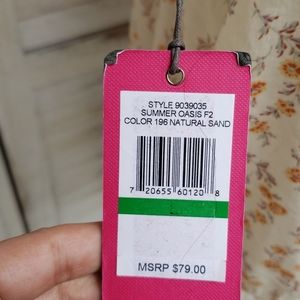 STYLE 9039035
SUMMER OASIS F2
COLOR 196 NATURAL SAND
7 20655 60120 8
MSRP $79.00